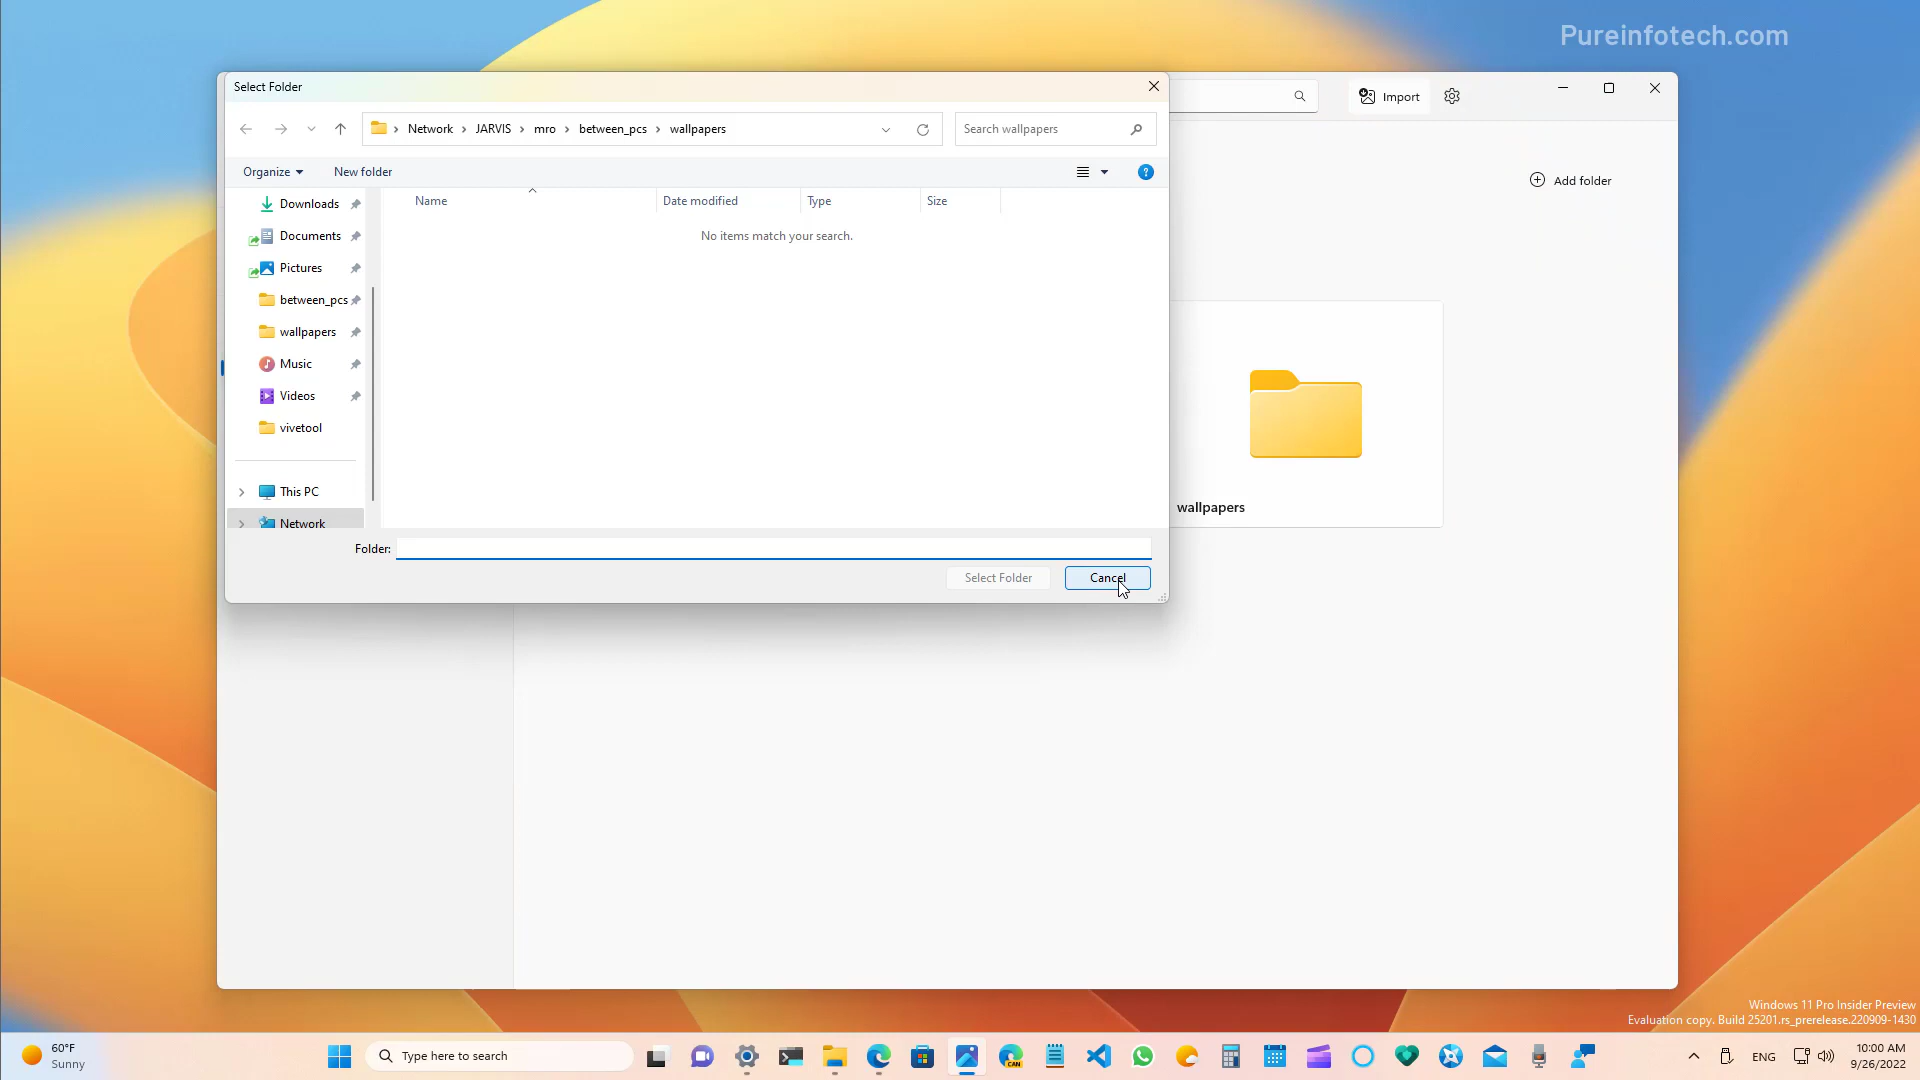 Pureinfotech.com
Select Folder
Network
JARVIS
mro
between_pcs
wallpapers
Search wallpapers
Import
Organize
New folder
Add folder
Name
Date modified
Type
Size
No items match your search.
Downloads
Documents
Pictures
between_pcs
wallpapers
Music
Videos
vivetool
This PC
Network
wallpapers
Folder:
Select Folder
Cancel
Windows 11 Pro Insider Preview
Evaluation copy. Build 25201.rs_prerelease.220909-1430
60°F
Sunny
Type here to search
CAN
ENG
10:00 AM
9/26/2022